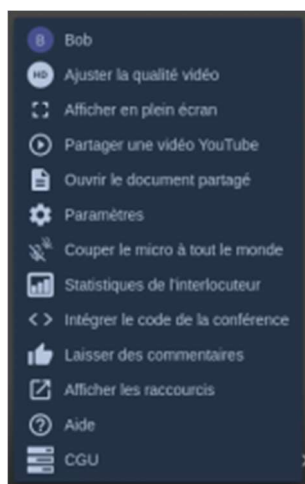 B Bob
HD Ajuster la qualité vidéo
Afficher en plein écran
Partager une vidéo YouTube
Ouvrir le document partagé
Paramètres
Couper le micro à tout le monde
Statistiques de l'interlocuteur
Intégrer le code de la conférence
Laisser des commentaires
Afficher les raccourcis
Aide
CGU